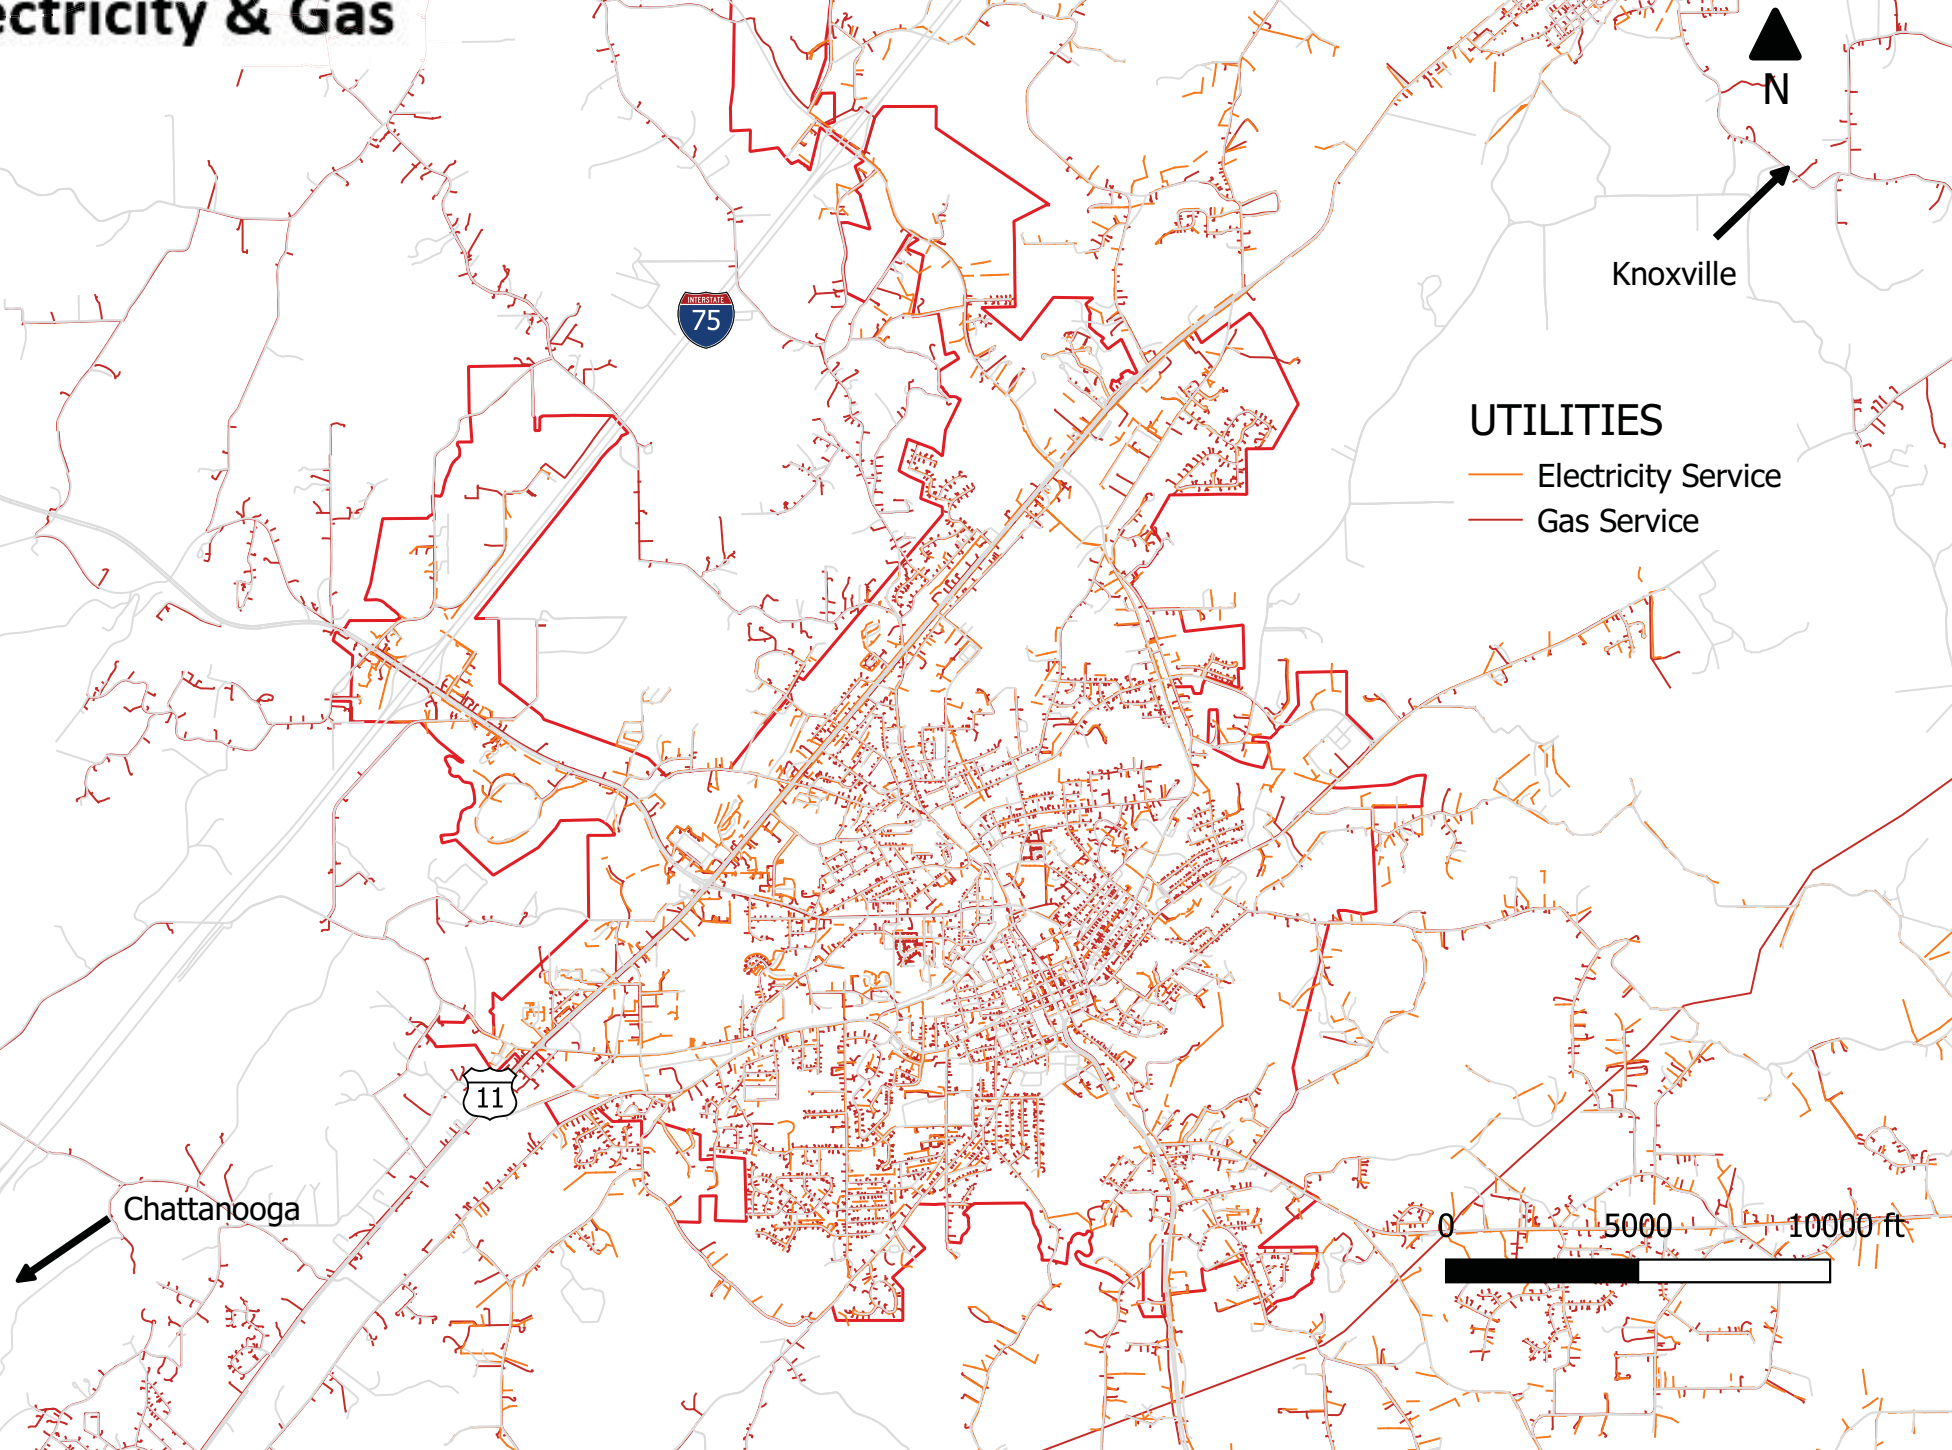 ectricity & Gas
N
Knoxville
INTERSTATE
75
UTILITIES
Electricity Service
Gas Service
11
Chattanooga
0 5000 10000 ft